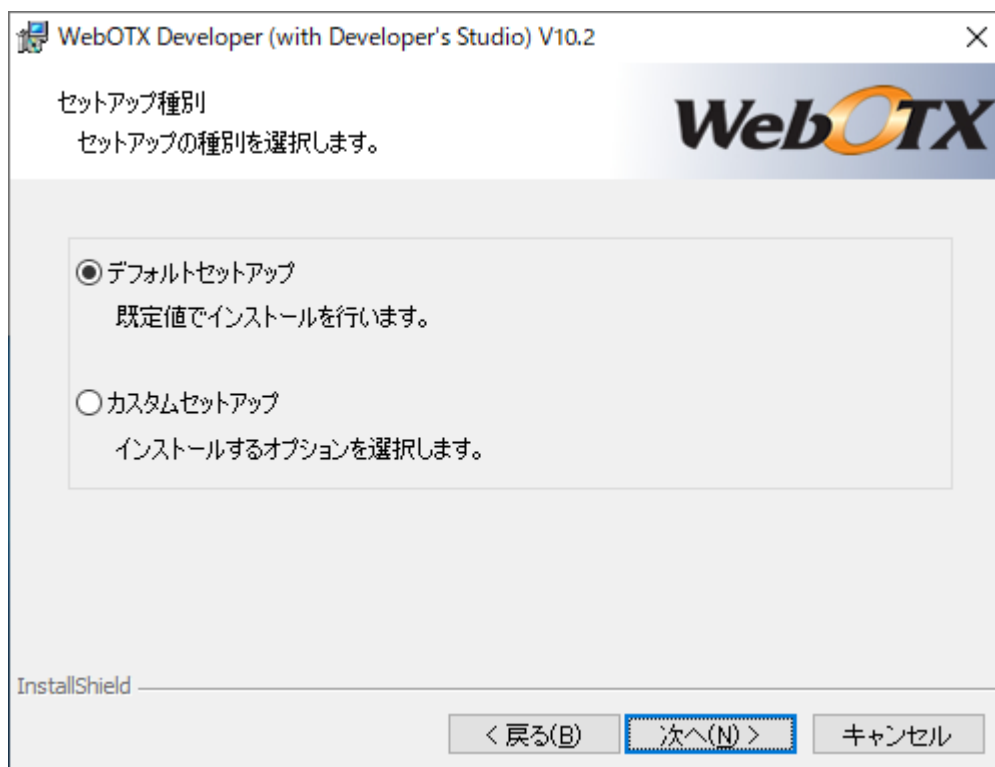 WebOTX Developer (with Developer's Studio) V10.2
セットアップ種別
セットアップの種別を選択します。
WebOTX
デフォルトセットアップ
既定値でインストールを行います。
カスタムセットアップ
インストールするオプションを選択します。
InstallShield
< 戻る(B)
次へ(N) >
キャンセル